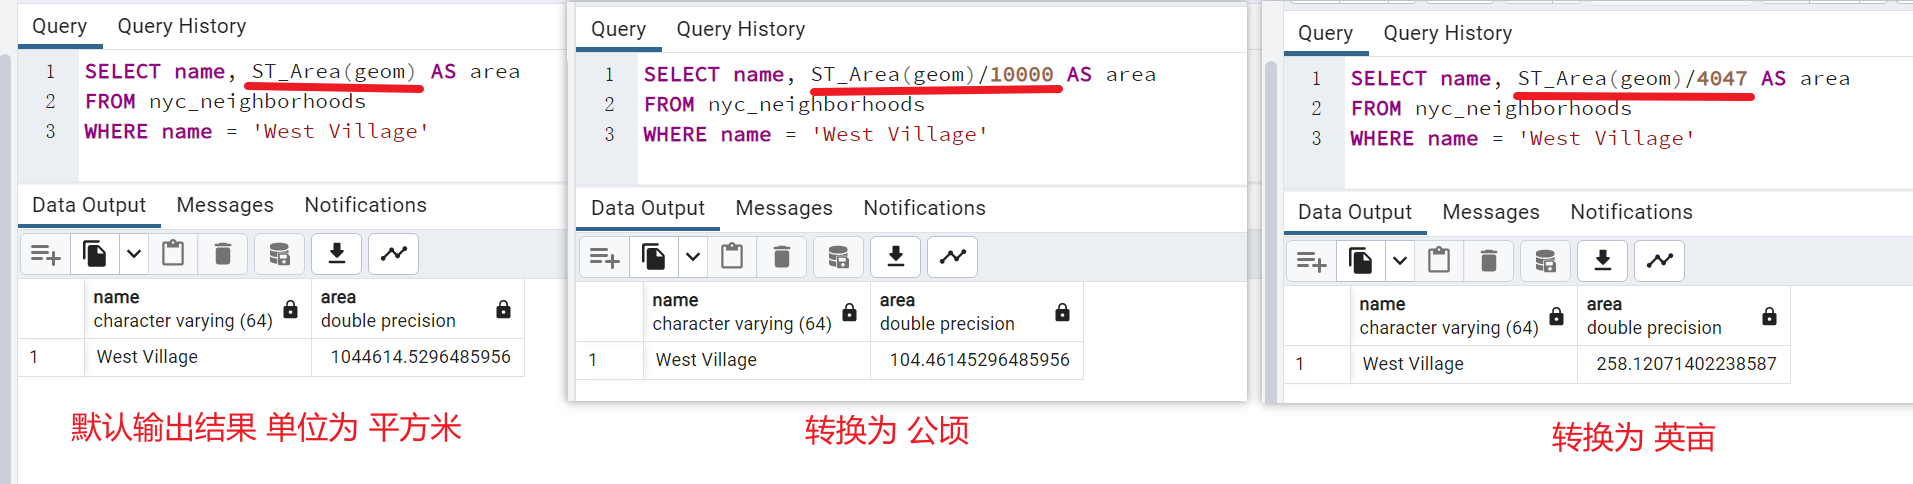 Query
Query History
1 SELECT name, ST_Area(geom) AS area
2 FROM nyc_neighborhoods
3 WHERE name = 'West Village'
Data Output
Messages
Notifications
name
character varying (64)
area
double precision
1
West Village
1044614.5296485956
默认输出结果 单位为 平方米
Query
Query History
1 SELECT name, ST_Area(geom)/10000 AS area
2 FROM nyc_neighborhoods
3 WHERE name = 'West Village'
Data Output
Messages
Notifications
name
character varying (64)
area
double precision
1
West Village
104.46145296485956
转换为 公顷
Query
Query History
1 SELECT name, ST_Area(geom)/4047 AS area
2 FROM nyc_neighborhoods
3 WHERE name = 'West Village'
Data Output
Messages
Notifications
name
character varying (64)
area
double precision
1
West Village
258.12071402238587
转换为 英亩